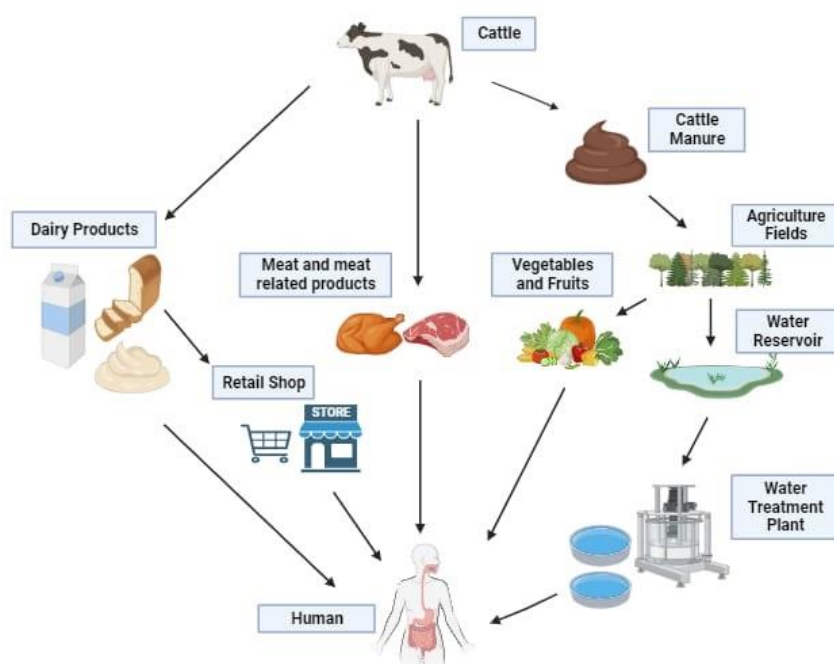 Cattle
Cattle
Manure
Dairy Products
Agriculture
Fields
Meat and meat
related products
Vegetables
and Fruits
Water
Reservoir
Retail Shop
STORE
Water
Treatment
Plant
Human